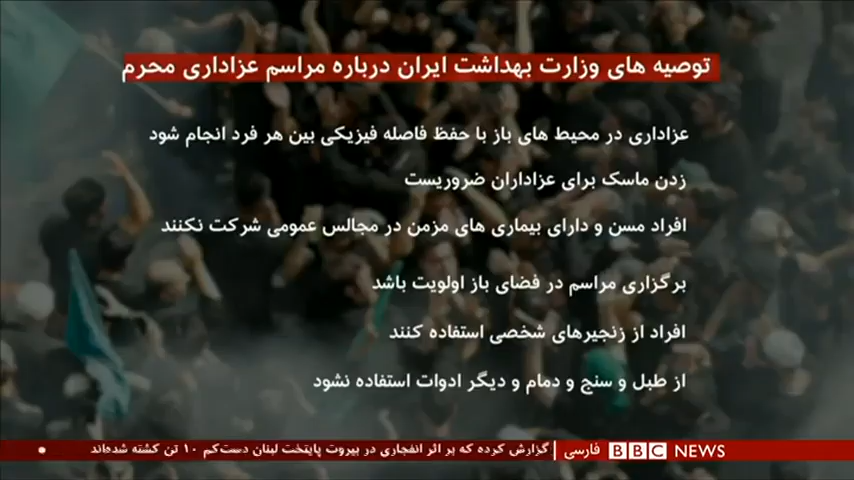 توصیه های وزارت بهداشت ایران درباره مراسم عزاداری محرم
عزاداری در محیط های باز با حفظ فاصله فیزیکی بین هر فرد انجام شود
زدن ماسک برای عزاداران ضروریست
افراد مسن و دارای بیماری های مزمن در مجالس عمومی شرکت نکنند
برگزاری مراسم در فضای باز اولویت باشد
افراد از زنجیرهای شخصی استفاده کنند
از طبل و سنج و دمام و دیگر ادوات استفاده نشود
BBC NEWS فارسی | گزارش کرده که بر اثر انفجاری در بیروت پایتخت لبنان دست‌کم ۱۰ تن کشته شده‌اند